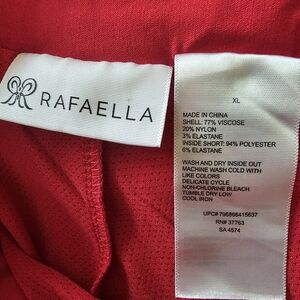 RAFAELLA
XL
MADE IN CHINA
SHELL: 77% VISCOSE
20% NYLON
3% ELASTANE
INSIDE SHORT: 94% POLYESTER
6% ELASTANE
WASH AND DRY INSIDE OUT
MACHINE WASH COLD WITH
LIKE COLORS
DELICATE CYCLE
NON-CHLORINE BLEACH
TUMBLE DRY LOW
COOL IRON
UPC# 796866415637
RN# 37763
SA 4574